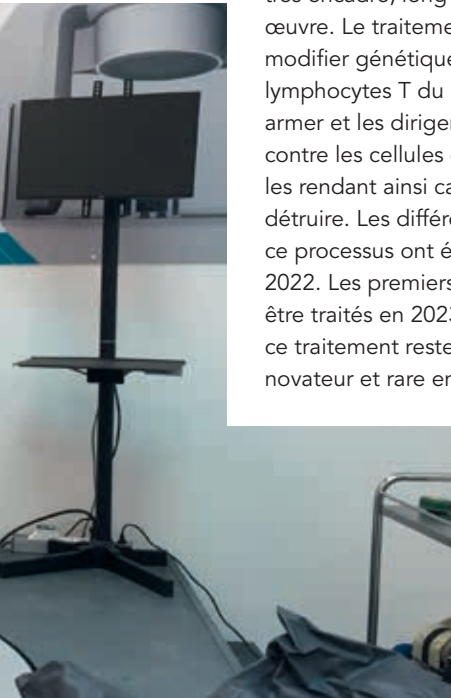 très encadré, long
œuvre. Le traiteme
modifier génétique
lymphocytes T du
armer et les diriger
contre les cellules
les rendant ainsi ca
détruire. Les différe
ce processus ont é
2022. Les premiers
être traités en 2023
ce traitement reste
novateur et rare en